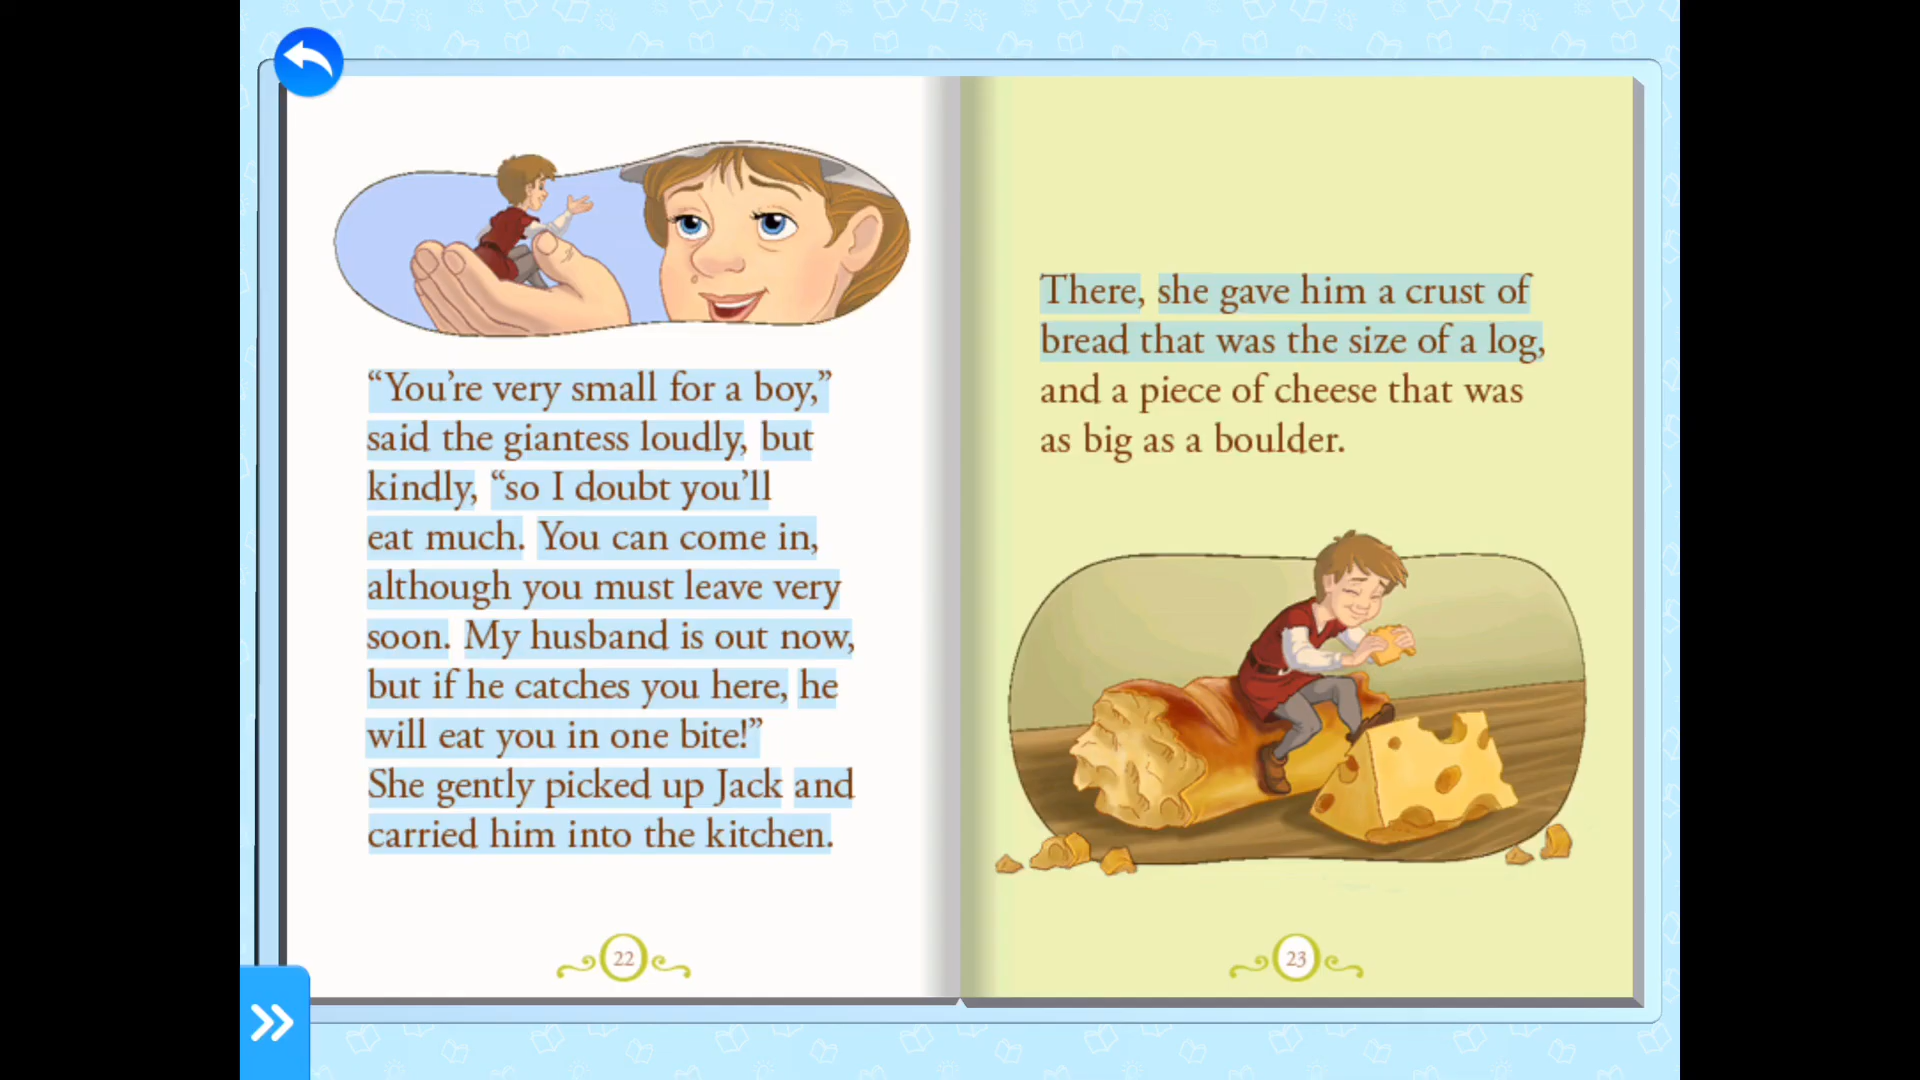 “You’re very small for a boy,”
said the giantess loudly, but
kindly, “so I doubt you’ll
eat much. You can come in,
although you must leave very
soon. My husband is out now,
but if he catches you here, he
will eat you in one bite!”
She gently picked up Jack and
carried him into the kitchen.
22
There, she gave him a crust of
bread that was the size of a log,
and a piece of cheese that was
as big as a boulder.
23